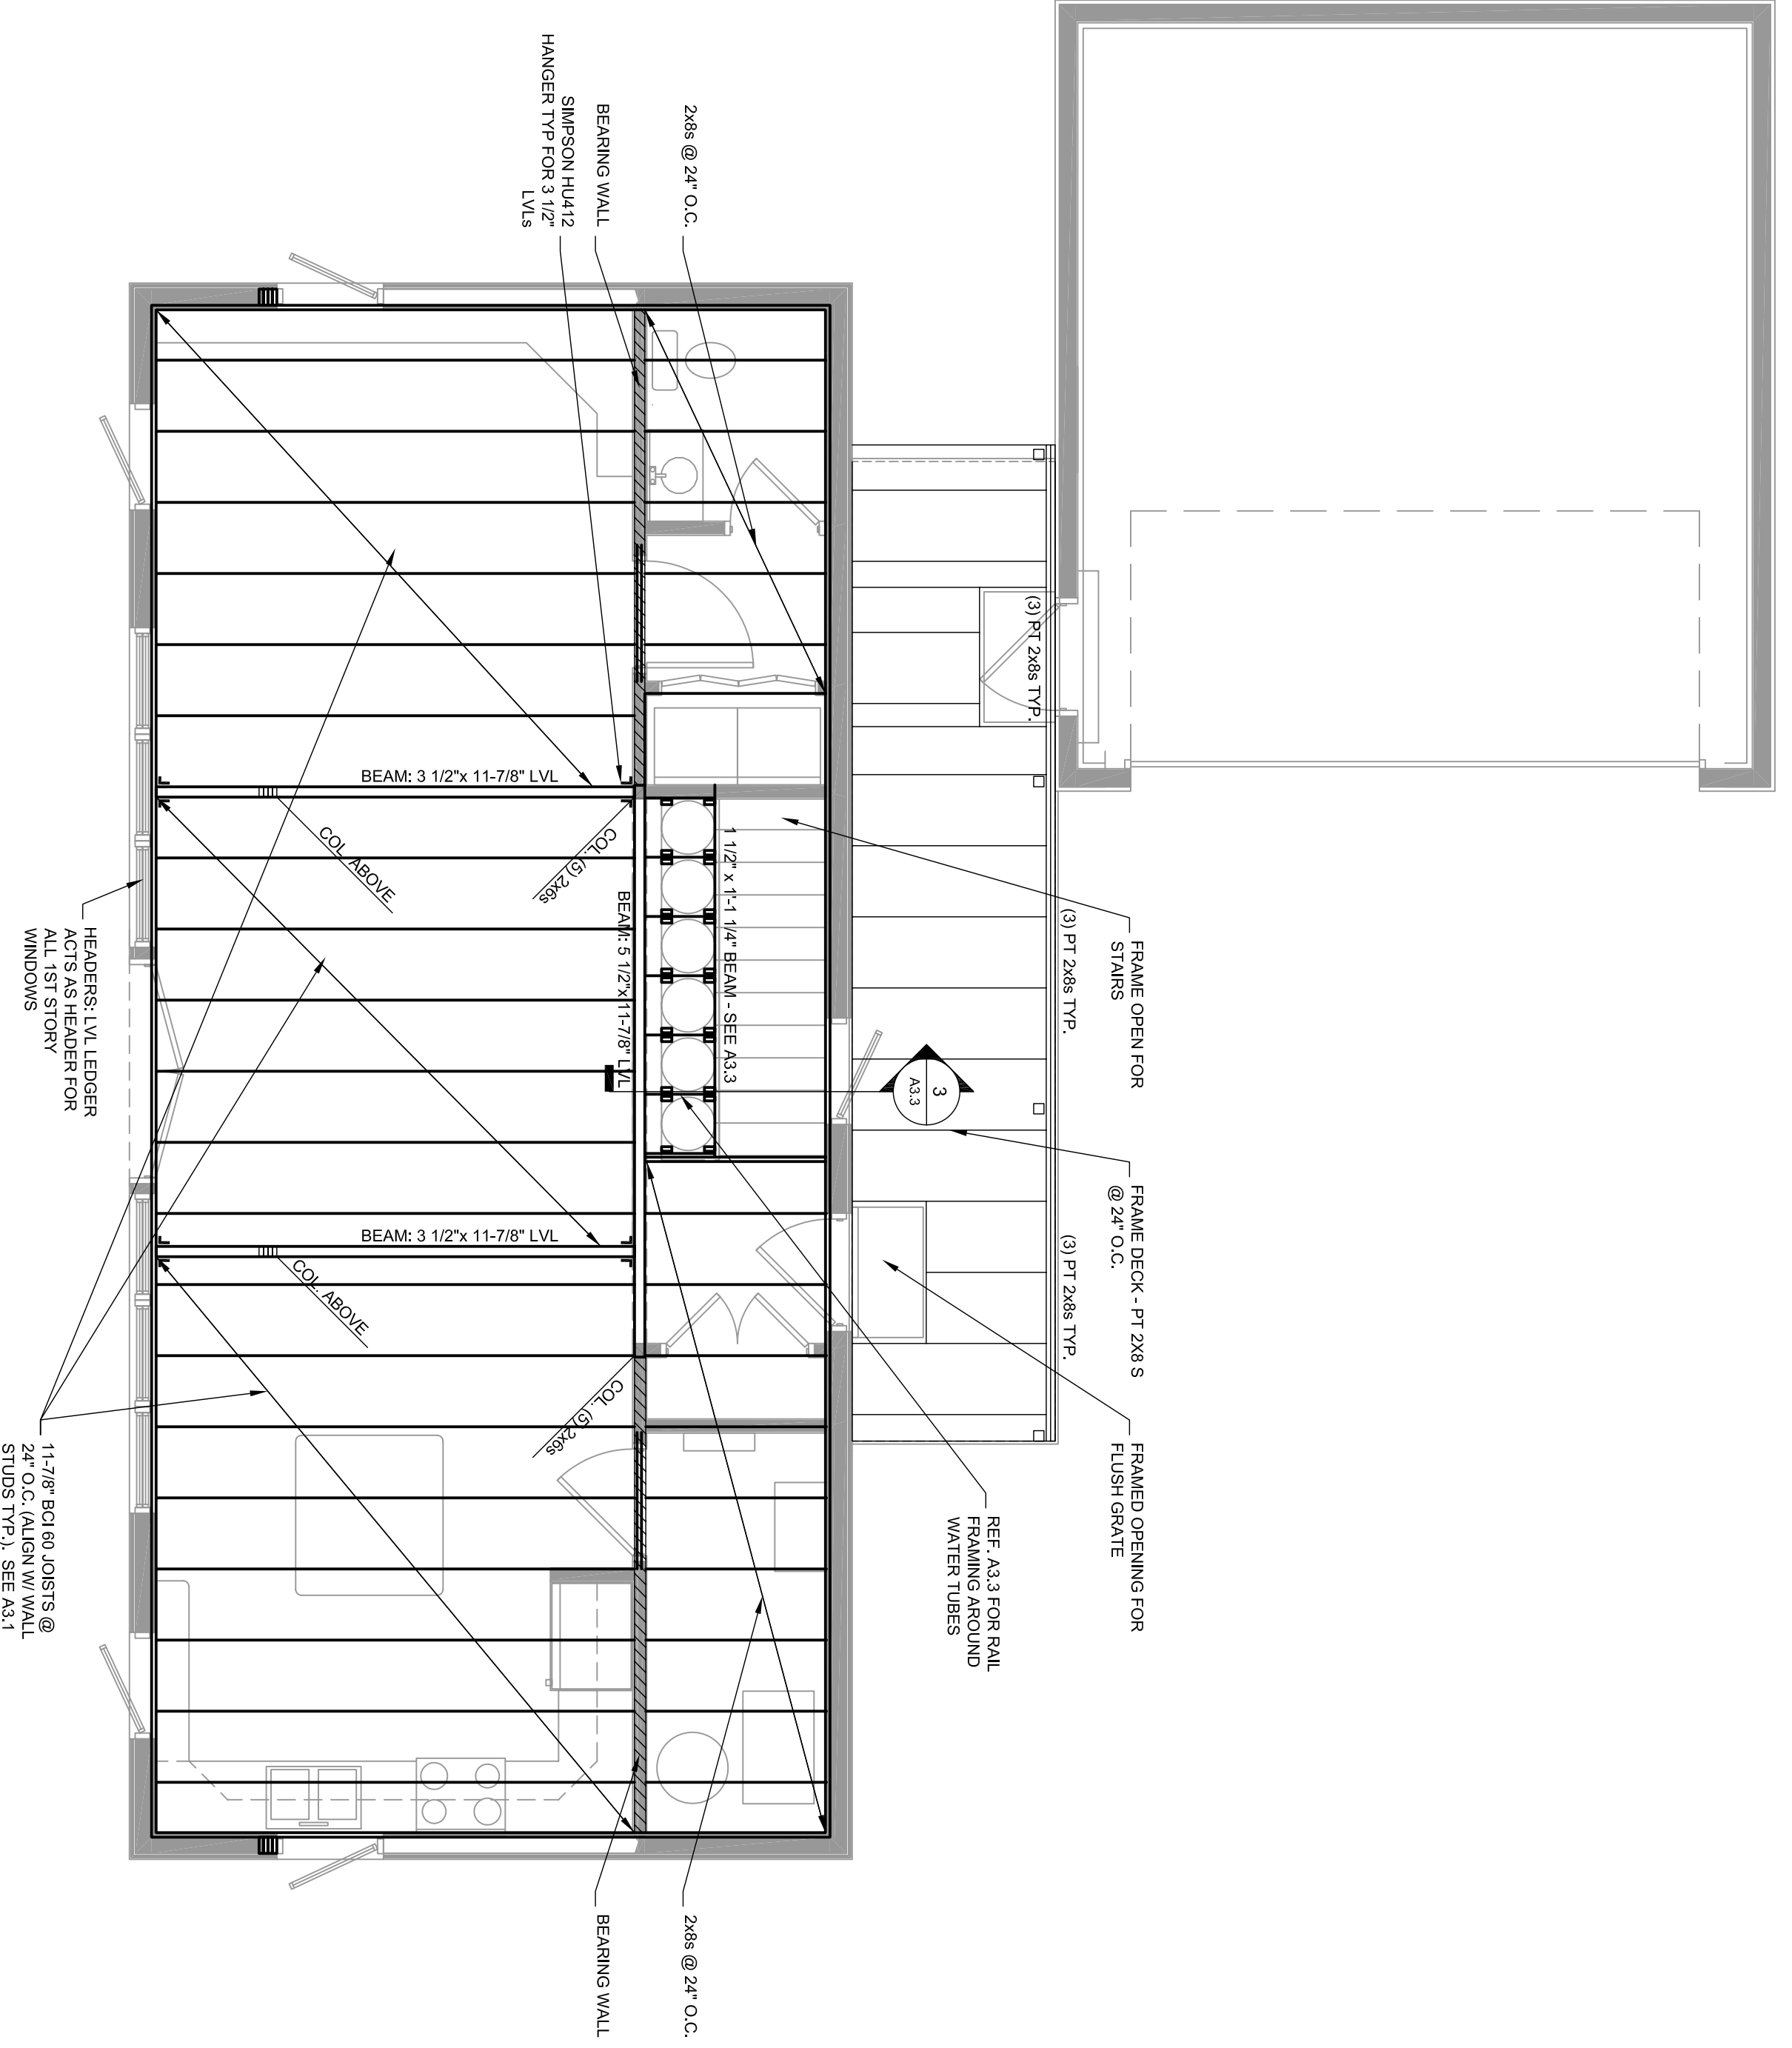 2x8s @ 24" O.C.
BEARING WALL
SIMPSON HU412
HANGER TYP FOR 3 1/2"
LVLs
(3) PT 2x8s TYP.
(3) PT 2x8s TYP.
(3) PT 2x8s TYP.
FRAME OPEN FOR
STAIRS
FRAME DECK - PT 2X8 S
@ 24" O.C.
FRAMED OPENING FOR
FLUSH GRATE
REF. A3.3 FOR RAIL
FRAMING AROUND
WATER TUBES
3
A3.3
1 1/2" x 1'-1 1/4" BEAM - SEE A3.3
BEAM: 5 1/2"x 11-7/8" LVL
BEAM: 3 1/2"x 11-7/8" LVL
COL. ABOVE
COL. (5) 2x6s
BEAM: 3 1/2"x 11-7/8" LVL
COL. ABOVE
COL. (5) 2x6s
HEADERS: LVL LEDGER
ACTS AS HEADER FOR
ALL 1ST STORY
WINDOWS
11-7/8" BCI 60 JOISTS @
24" O.C. (ALIGN W/ WALL
STUDS TYP.). SEE A3.1
2x8s @ 24" O.C.
BEARING WALL